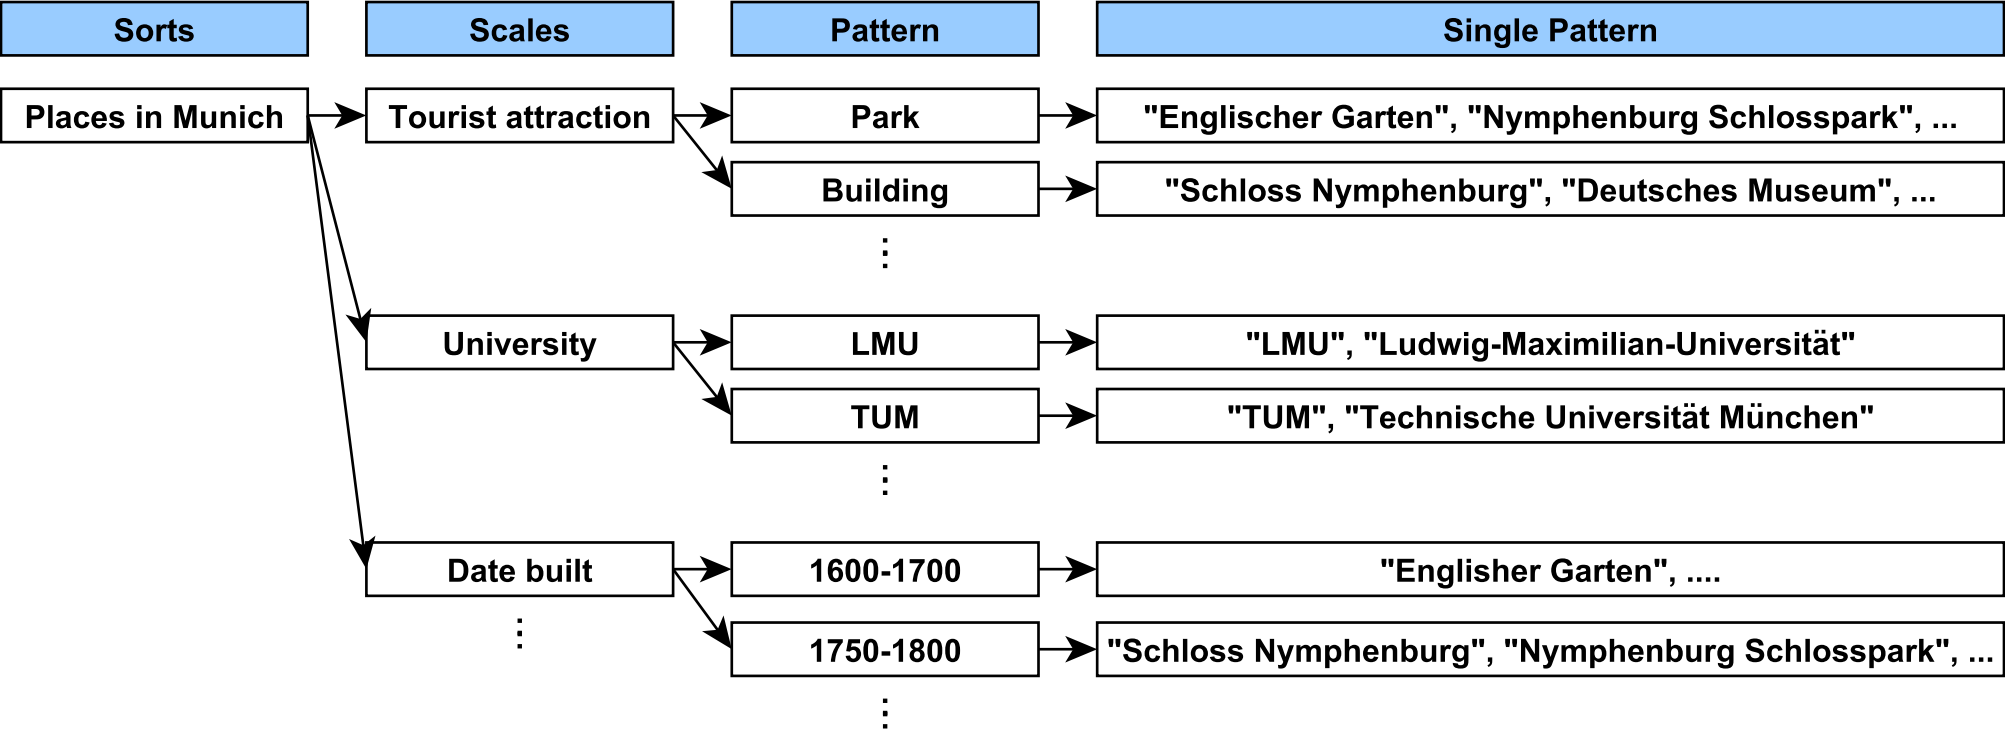 Sorts
Scales
Pattern
Single Pattern
Places in Munich
Tourist attraction
Park
"Englischer Garten", "Nymphenburg Schlosspark", ...
Building
"Schloss Nymphenburg", "Deutsches Museum", ...
University
LMU
"LMU", "Ludwig-Maximilian-Universität"
TUM
"TUM", "Technische Universität München"
Date built
1600-1700
"Englisher Garten", ....
1750-1800
"Schloss Nymphenburg", "Nymphenburg Schlosspark", ...